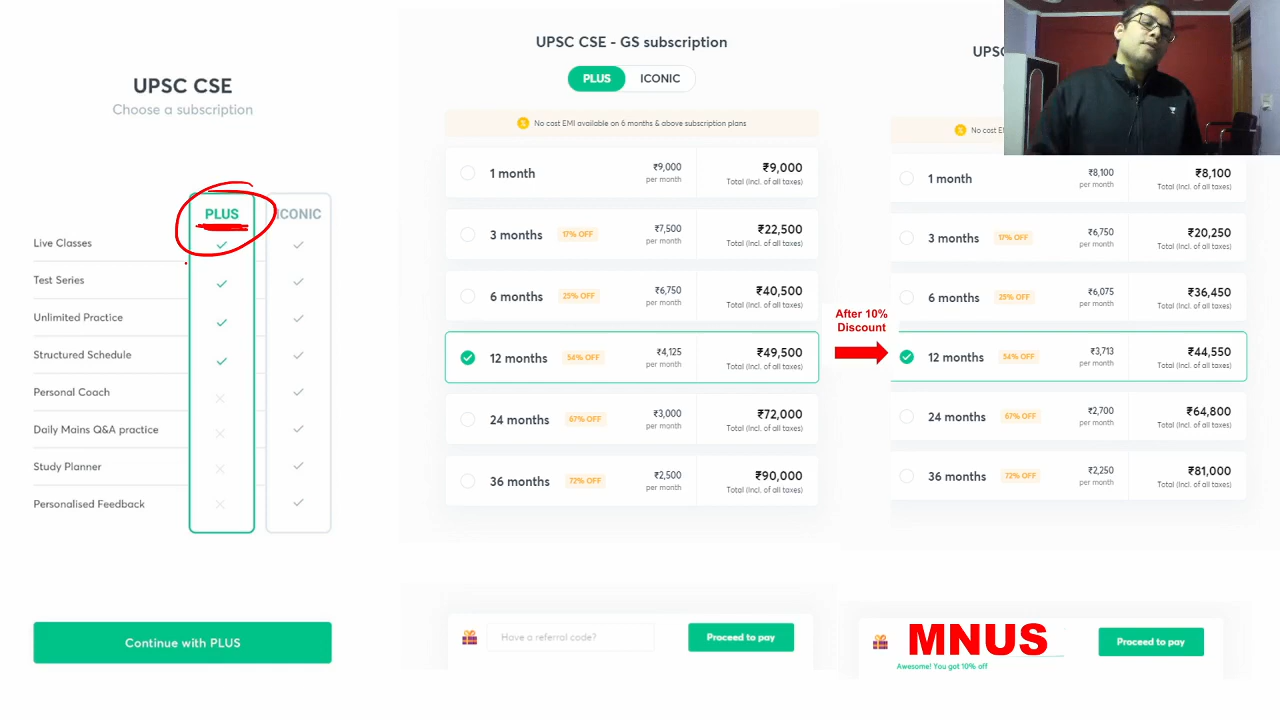 UPSC CSE
Choose a subscription
PLUS
ICONIC
Live Classes
Test Series
Unlimited Practice
Structured Schedule
Personal Coach
Daily Mains Q&A practice
Study Planner
Personalised Feedback
Continue with PLUS
UPSC CSE - GS subscription
PLUS ICONIC
No cost EMI available on 6 months & above subscription plans
1 month ₹9,000 ₹9,000
per month Total (Incl. of all taxes)
3 months 17% OFF ₹7,500 ₹22,500
per month Total (Incl. of all taxes)
6 months 25% OFF ₹6,750 ₹40,500
per month Total (Incl. of all taxes)
12 months 54% OFF ₹4,125 ₹49,500
per month Total (Incl. of all taxes)
24 months 67% OFF ₹3,000 ₹72,000
per month Total (Incl. of all taxes)
36 months 72% OFF ₹2,500 ₹90,000
per month Total (Incl. of all taxes)
Have a referral code? Proceed to pay
After 10%
Discount
UPSC
No cost EMI
1 month ₹8,100 ₹8,100
per month Total (Incl. of all taxes)
3 months 17% OFF ₹6,750 ₹20,250
per month Total (Incl. of all taxes)
6 months 25% OFF ₹6,075 ₹36,450
per month Total (Incl. of all taxes)
12 months 54% OFF ₹3,713 ₹44,550
per month Total (Incl. of all taxes)
24 months 67% OFF ₹2,700 ₹64,800
per month Total (Incl. of all taxes)
36 months 72% OFF ₹2,250 ₹81,000
per month Total (Incl. of all taxes)
MNUS Proceed to pay
Awesome! You got 10% off